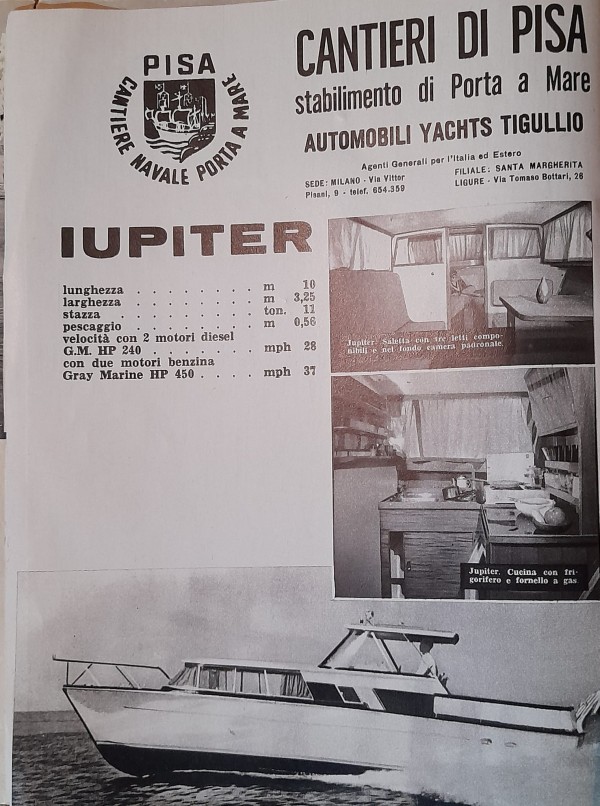 PISA
CANTIERE NAVALE PORTA A MARE
CANTIERI DI PISA
stabilimento di Porta a Mare
AUTOMOBILI YACHTS TIGULLIO
Agenti Generali per l'Italia ed Estero
SEDE: MILANO - Via Vittor
Pisani, 9 - telef. 654.359
FILIALE: SANTA MARGHERITA
LIGURE - Via Tomaso Bottari, 26
IUPITER
lunghezza . . . . . . . . m 10
larghezza . . . . . . . . m 3,25
stazza . . . . . . . . ton. 11
pescaggio . . . . . . . . m 0,56
velocità con 2 motori diesel
G.M. HP 240 . . . . . . . mph 28
con due motori benzina
Gray Marine HP 450 . . . . mph 37
Jupiter. Saletta con tre letti compo-
nibili e nel fondo camera padronale.
Jupiter. Cucina con fri-
gorifero e fornello a gas.